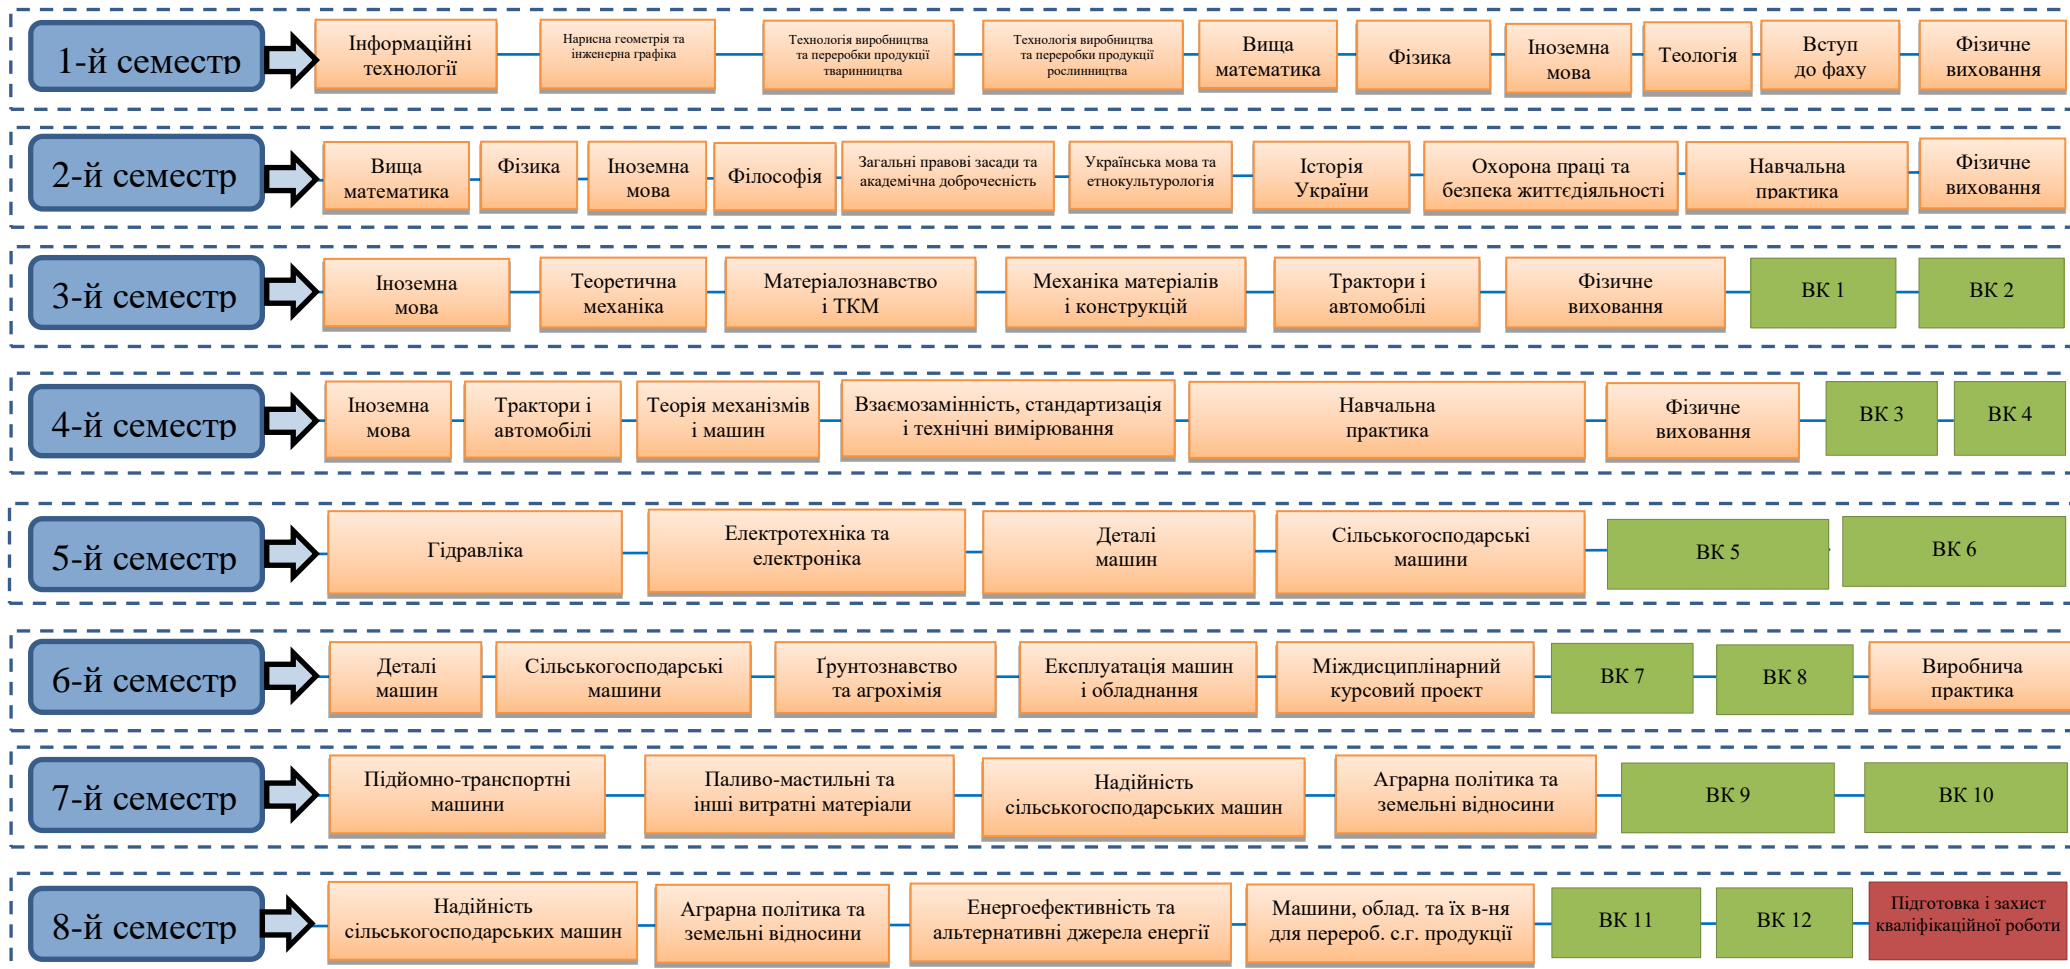 1-й семестр
Інформаційні
технології
Нарисна геометрія та
інженерна графіка
Технологія виробництва
та переробки продукції
тваринництва
Технологія виробництва
та переробки продукції
рослинництва
Вища
математика
Фізика
Іноземна
мова
Теологія
Вступ
до фаху
Фізичне
виховання
2-й семестр
Вища
математика
Фізика
Іноземна
мова
Філософія
Загальні правові засади та
академічна доброчесність
Українська мова та
етнокультурологія
Історія
України
Охорона праці та
безпека життєдіяльності
Навчальна
практика
Фізичне
виховання
3-й семестр
Іноземна
мова
Теоретична
механіка
Матеріалознавство
і ТКМ
Механіка матеріалів
і конструкцій
Трактори і
автомобілі
Фізичне
виховання
ВК 1
ВК 2
4-й семестр
Іноземна
мова
Трактори і
автомобілі
Теорія механізмів
і машин
Взаємозамінність, стандартизація
і технічні вимірювання
Навчальна
практика
Фізичне
виховання
ВК 3
ВК 4
5-й семестр
Гідравліка
Електротехніка та
електроніка
Деталі
машин
Сільськогосподарські
машини
ВК 5
ВК 6
6-й семестр
Деталі
машин
Сільськогосподарські
машини
Ґрунтознавство
та агрохімія
Експлуатація машин
і обладнання
Міждисциплінарний
курсовий проект
ВК 7
ВК 8
Виробнича
практика
7-й семестр
Підйомно-транспортні
машини
Паливо-мастильні та
інші витратні матеріали
Надійність
сільськогосподарських машин
Аграрна політика та
земельні відносини
ВК 9
ВК 10
8-й семестр
Надійність
сільськогосподарських машин
Аграрна політика та
земельні відносини
Енергоефективність та
альтернативні джерела енергії
Машини, облад. та їх в-ня
для перероб. с.г. продукції
ВК 11
ВК 12
Підготовка і захист
кваліфікаційної роботи